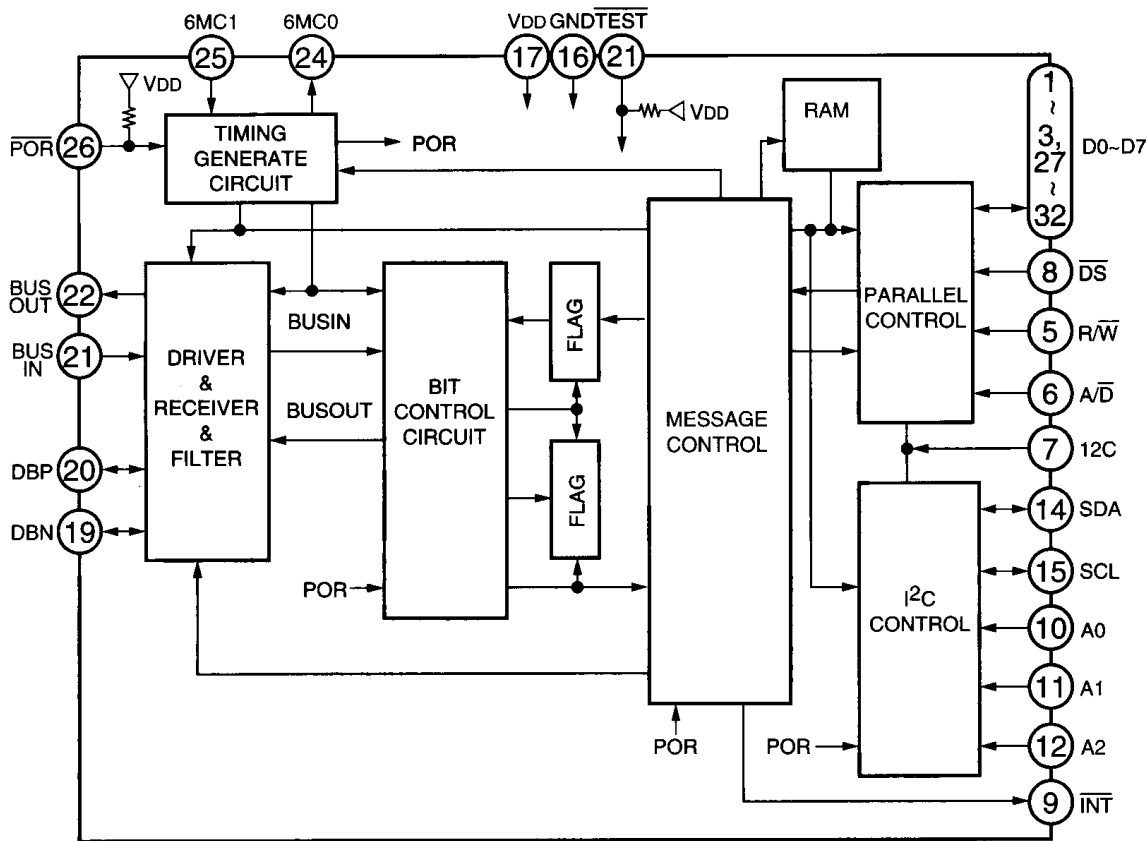 6MC1
6MC0
VDD
GND
TEST
25
24
17
16
21
VDD
VDD
RAM
1
~
3,
27
~
32
D0~D7
POR
26
TIMING
GENERATE
CIRCUIT
POR
BUS
OUT
22
BUS
IN
21
DBP
20
DBN
19
DRIVER
&
RECEIVER
&
FILTER
BUSIN
BUSOUT
BIT
CONTROL
CIRCUIT
POR
FLAG
FLAG
MESSAGE
CONTROL
POR
PARALLEL
CONTROL
I²C
CONTROL
POR
8
DS
5
R/W
6
A/D
7
12C
14
SDA
15
SCL
10
A0
11
A1
12
A2
9
INT